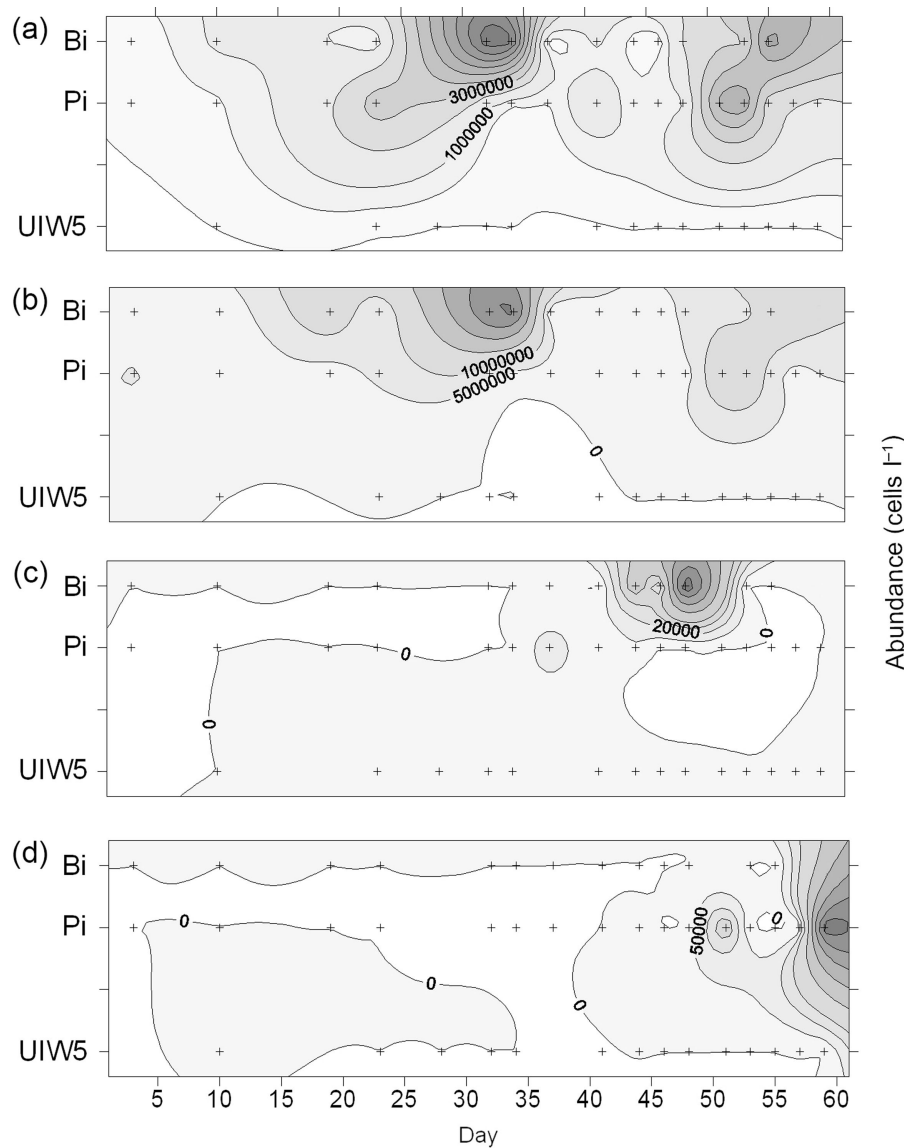 (a)
Bi
Pi
UIW5
3000000
1000000
(b)
Bi
Pi
UIW5
10000000
5000000
0
(c)
Bi
Pi
UIW5
20000
0
0
0
(d)
Bi
Pi
UIW5
0
0
0
50000
0
5 10 15 20 25 30 35 40 45 50 55 60
Day
Abundance (cells l⁻¹)